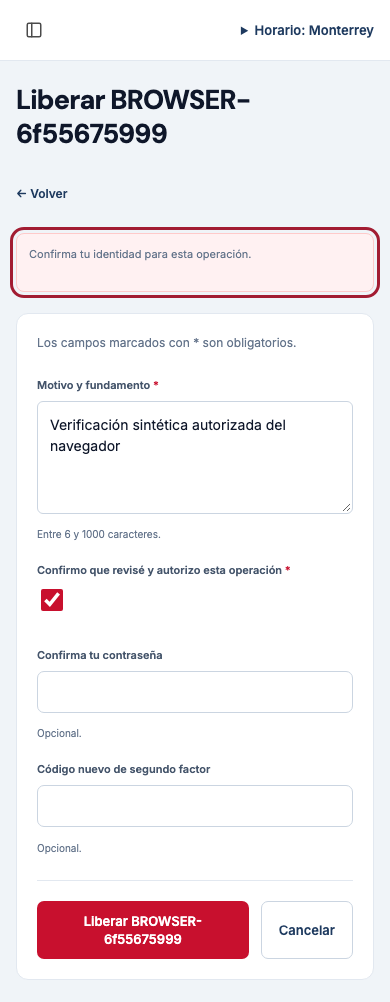 ▶ Horario: Monterrey
Liberar BROWSER-
6f55675999
← Volver
Confirma tu identidad para esta operación.
Los campos marcados con * son obligatorios.
Motivo y fundamento *
Verificación sintética autorizada del
navegador
Entre 6 y 1000 caracteres.
Confirmo que revisé y autorizo esta operación *
Confirma tu contraseña
Opcional.
Código nuevo de segundo factor
Opcional.
Liberar BROWSER-
6f55675999
Cancelar